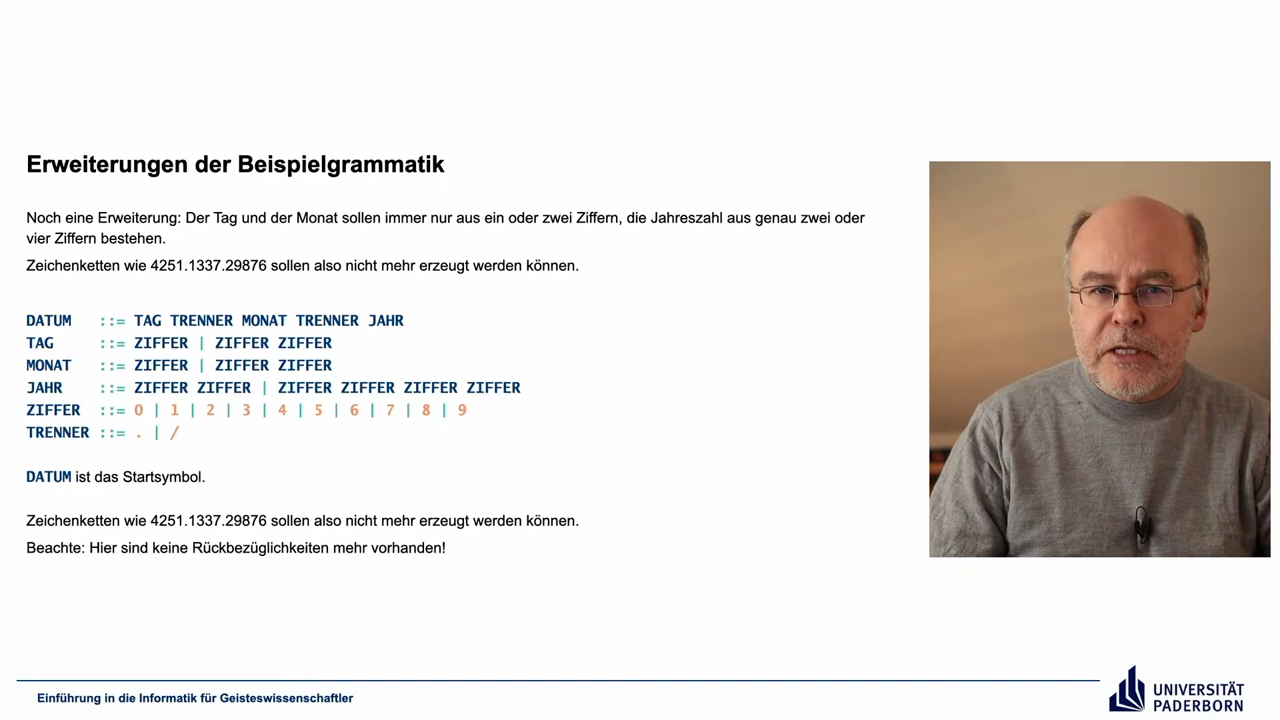 Erweiterungen der Beispielgrammatik
Noch eine Erweiterung: Der Tag und der Monat sollen immer nur aus ein oder zwei Ziffern, die Jahreszahl aus genau zwei oder
vier Ziffern bestehen.
Zeichenketten wie 4251.1337.29876 sollen also nicht mehr erzeugt werden können.
DATUM ::= TAG TRENNER MONAT TRENNER JAHR
TAG ::= ZIFFER | ZIFFER ZIFFER
MONAT ::= ZIFFER | ZIFFER ZIFFER
JAHR ::= ZIFFER ZIFFER | ZIFFER ZIFFER ZIFFER ZIFFER
ZIFFER ::= 0 | 1 | 2 | 3 | 4 | 5 | 6 | 7 | 8 | 9
TRENNER ::= . | /
DATUM ist das Startsymbol.
Zeichenketten wie 4251.1337.29876 sollen also nicht mehr erzeugt werden können.
Beachte: Hier sind keine Rückbezüglichkeiten mehr vorhanden!
Einführung in die Informatik für Geisteswissenschaftler
UNIVERSITÄT
PADERBORN